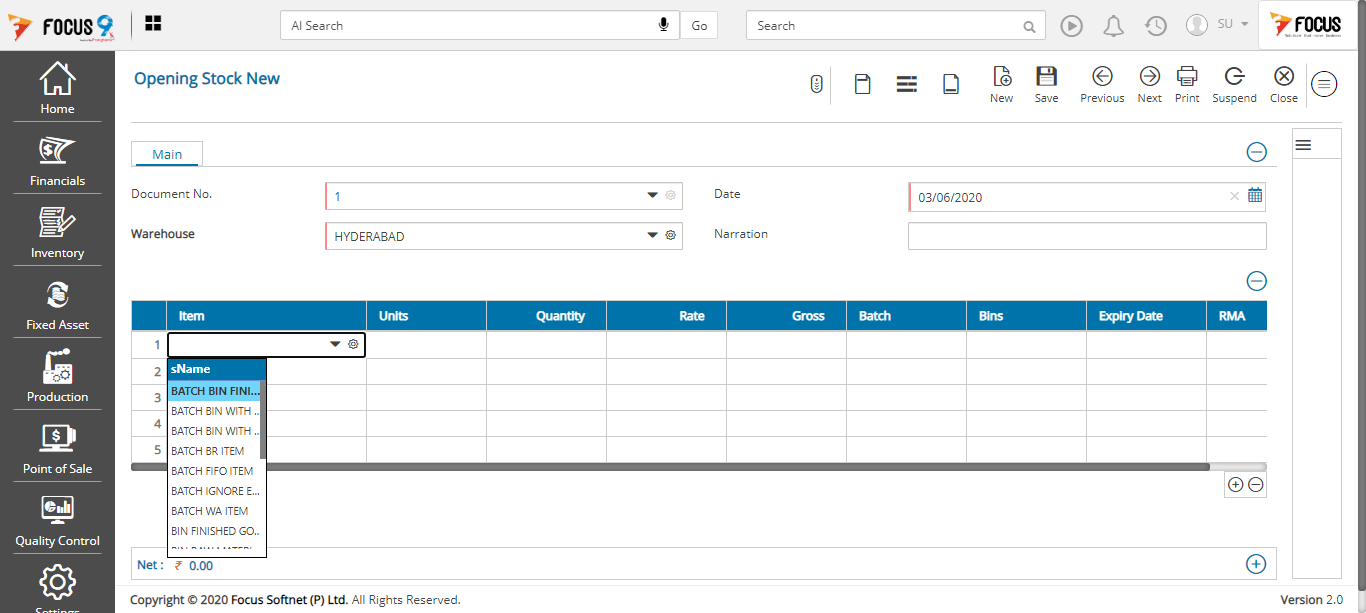 FOCUS 9
AI Search
Go
Search
SU
FOCUS
Home
Financials
Inventory
Fixed Asset
Production
Point of Sale
Quality Control
Settings
Opening Stock New
New
Save
Previous
Next
Print
Suspend
Close
Main
Document No.
1
Date
03/06/2020
Warehouse
HYDERABAD
Narration
Item Units Quantity Rate Gross Batch Bins Expiry Date RMA
1
2
3
4
5
sName
BATCH BIN FINI...
BATCH BIN WITH ..
BATCH BIN WITH ..
BATCH BR ITEM
BATCH FIFO ITEM
BATCH IGNORE E...
BATCH WA ITEM
BIN FINISHED GO..
Net : ₹ 0.00
Copyright © 2020 Focus Softnet (P) Ltd. All Rights Reserved.
Version 2.0